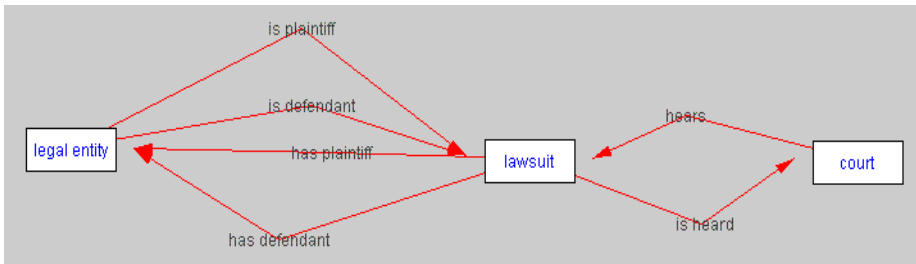 is plaintiff
is defendant
hears
legal entity
has plaintiff
lawsuit
court
is heard
has defendant